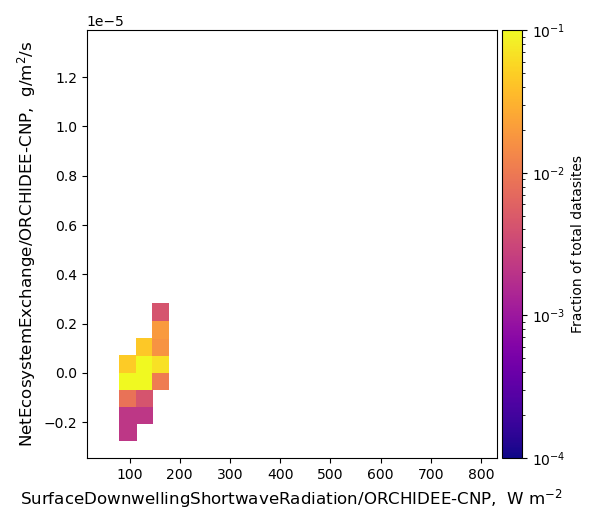 1e−5
1.2
1.0
0.8
0.6
0.4
0.2
0.0
−0.2
100 200 300 400 500 600 700 800
NetEcosystemExchange/ORCHIDEE-CNP,  g/m²/s
SurfaceDownwellingShortwaveRadiation/ORCHIDEE-CNP,  W m⁻²
10⁻¹
10⁻²
10⁻³
10⁻⁴
Fraction of total datasites